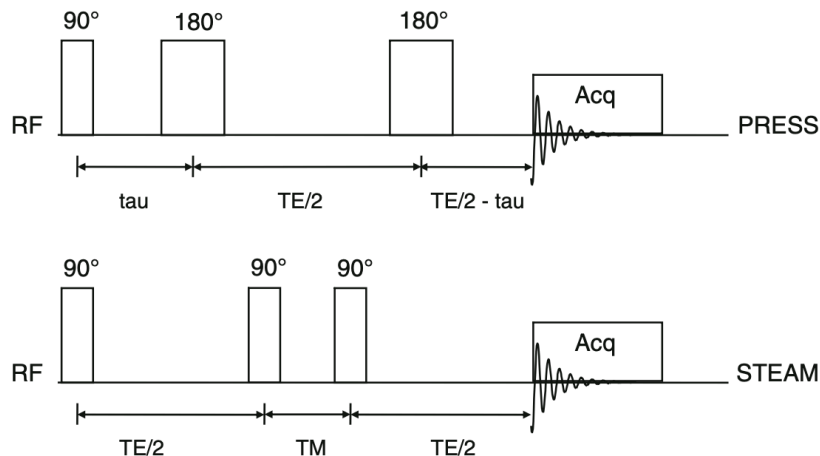 90° 180° 180°
Acq
RF PRESS
tau TE/2 TE/2 - tau
90° 90° 90°
Acq
RF STEAM
TE/2 TM TE/2